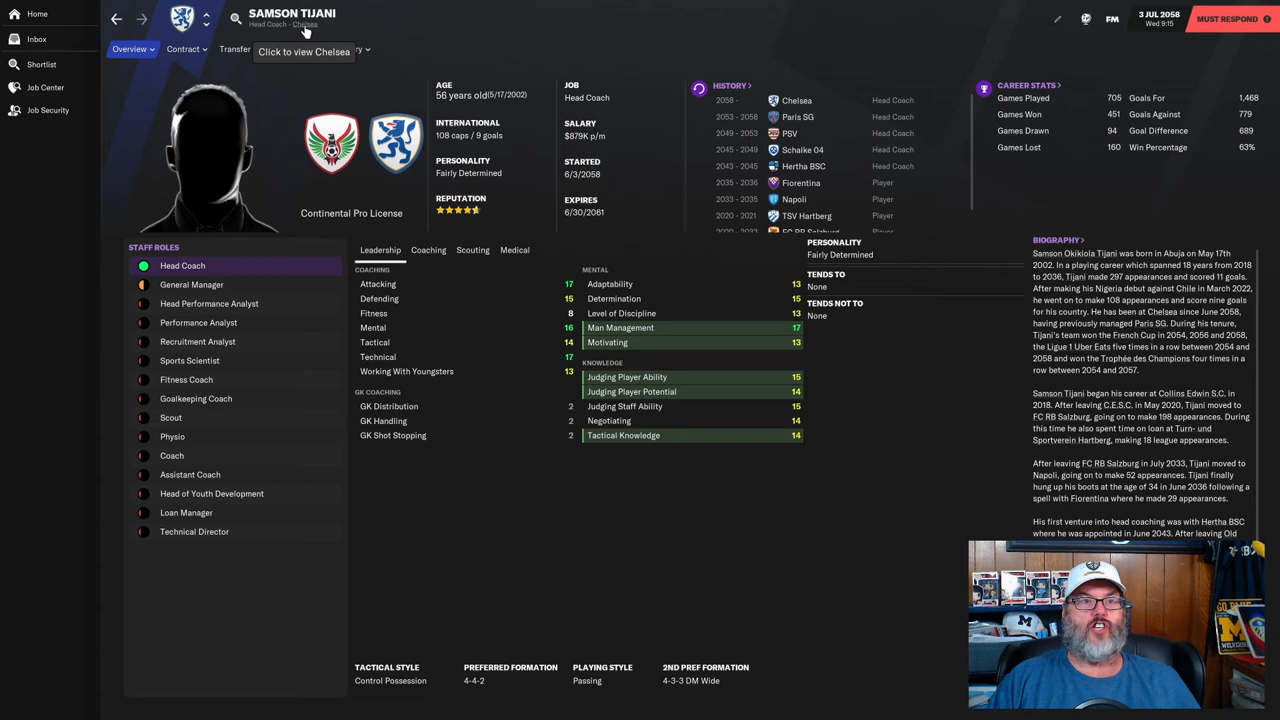 Home
Inbox
Shortlist
Job Center
Job Security
SAMSON TIJANI
Head Coach - Chelsea
3 JUL 2058
Wed 9:15
FM
MUST RESPOND
Overview
Contract
Transfer
Click to view Chelsea
ry
Continental Pro License
AGE
56 years old (5/17/2002)
INTERNATIONAL
108 caps / 9 goals
PERSONALITY
Fairly Determined
REPUTATION
JOB
Head Coach
SALARY
$879K p/m
STARTED
6/3/2058
EXPIRES
6/30/2061
HISTORY >
2058 - Chelsea Head Coach
2053 - 2058 Paris SG Head Coach
2049 - 2053 PSV Head Coach
2045 - 2049 Schalke 04 Head Coach
2043 - 2045 Hertha BSC Head Coach
2035 - 2036 Fiorentina Player
2033 - 2035 Napoli Player
2020 - 2021 TSV Hartberg Player
2020 - 2033 FC RB Salzburg Player
CAREER STATS >
Games Played 705 Goals For 1,468
Games Won 451 Goals Against 779
Games Drawn 94 Goal Difference 689
Games Lost 160 Win Percentage 63%
STAFF ROLES
Head Coach
General Manager
Head Performance Analyst
Performance Analyst
Recruitment Analyst
Sports Scientist
Fitness Coach
Goalkeeping Coach
Scout
Physio
Coach
Assistant Coach
Head of Youth Development
Loan Manager
Technical Director
Leadership Coaching Scouting Medical
COACHING
Attacking 17
Defending 15
Fitness 8
Mental 16
Tactical 14
Technical 17
Working With Youngsters 13
GK COACHING
GK Distribution 2
GK Handling 2
GK Shot Stopping 2
MENTAL
Adaptability 13
Determination 15
Level of Discipline 13
Man Management 17
Motivating 13
KNOWLEDGE
Judging Player Ability 15
Judging Player Potential 14
Judging Staff Ability 15
Negotiating 14
Tactical Knowledge 14
PERSONALITY
Fairly Determined
TENDS TO
None
TENDS NOT TO
None
BIOGRAPHY >
Samson Okikiola Tijani was born in Abuja on May 17th
2002. In a playing career which spanned 18 years from 2018
to 2036, Tijani made 297 appearances and scored 11 goals.
After making his Nigeria debut against Chile in March 2022,
he went on to make 108 appearances and score nine goals
for his country. He has been at Chelsea since June 2058,
having previously managed Paris SG. During his tenure,
Tijani's team won the French Cup in 2054, 2056 and 2058,
the Ligue 1 Uber Eats five times in a row between 2054 and
2058 and won the Trophée des Champions four times in a
row between 2054 and 2057.
Samson Tijani began his career at Collins Edwin S.C. in
2018. After leaving C.E.S.C. in May 2020, Tijani moved to
FC RB Salzburg, going on to make 198 appearances. During
this time he also spent time on loan at Turn- und
Sportverein Hartberg, making 18 league appearances.
After leaving FC RB Salzburg in July 2033, Tijani moved to
Napoli, going on to make 52 appearances. Tijani finally
hung up his boots at the age of 34 in June 2036 following a
spell with Fiorentina where he made 29 appearances.
His first venture into head coaching was with Hertha BSC
where he was appointed in June 2043. After leaving Old
TACTICAL STYLE
Control Possession
PREFERRED FORMATION
4-4-2
PLAYING STYLE
Passing
2ND PREF FORMATION
4-3-3 DM Wide